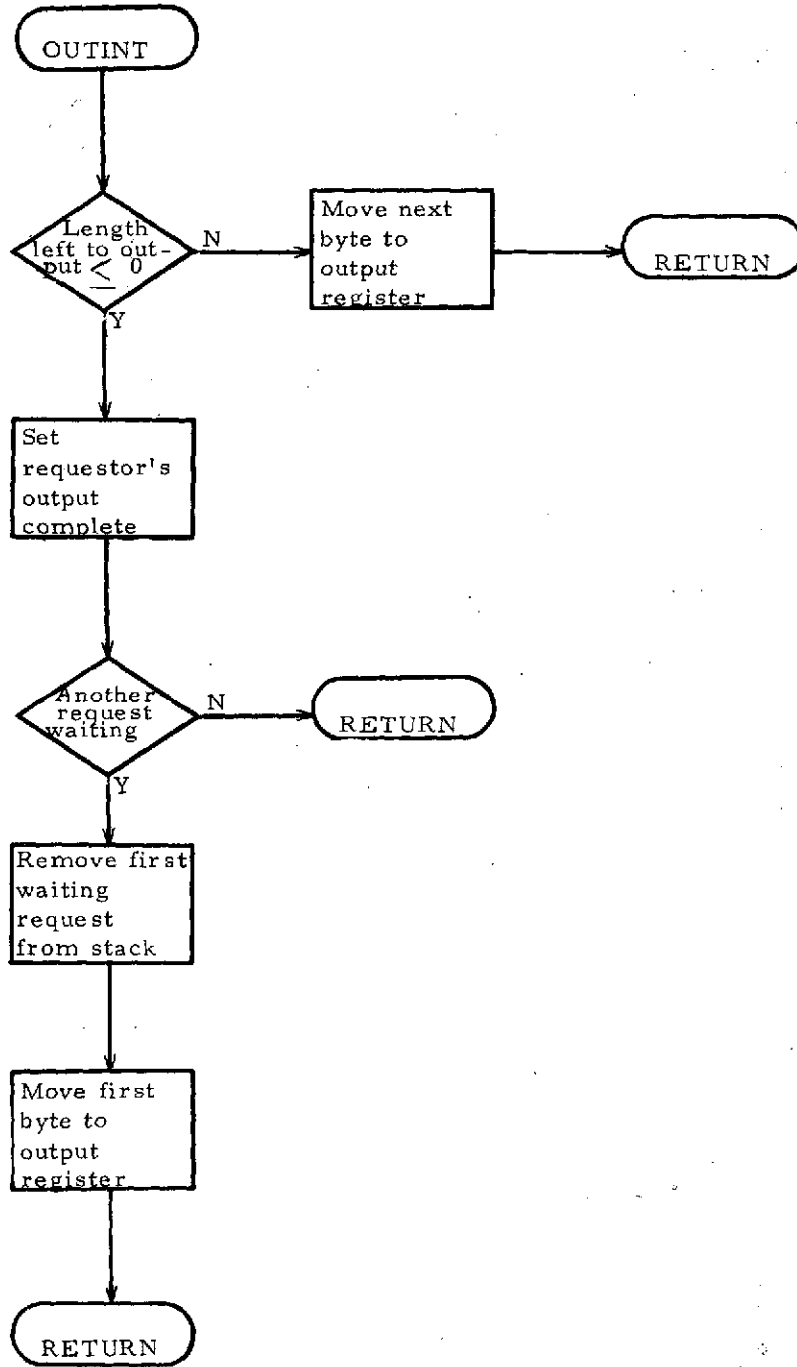 OUTINT
Length
left to out-
put ≤ 0
N
Move next
byte to
output
register
RETURN
Y
Set
requestor's
output
complete
Another
request
waiting
N
RETURN
Y
Remove first
waiting
request
from stack
Move first
byte to
output
register
RETURN